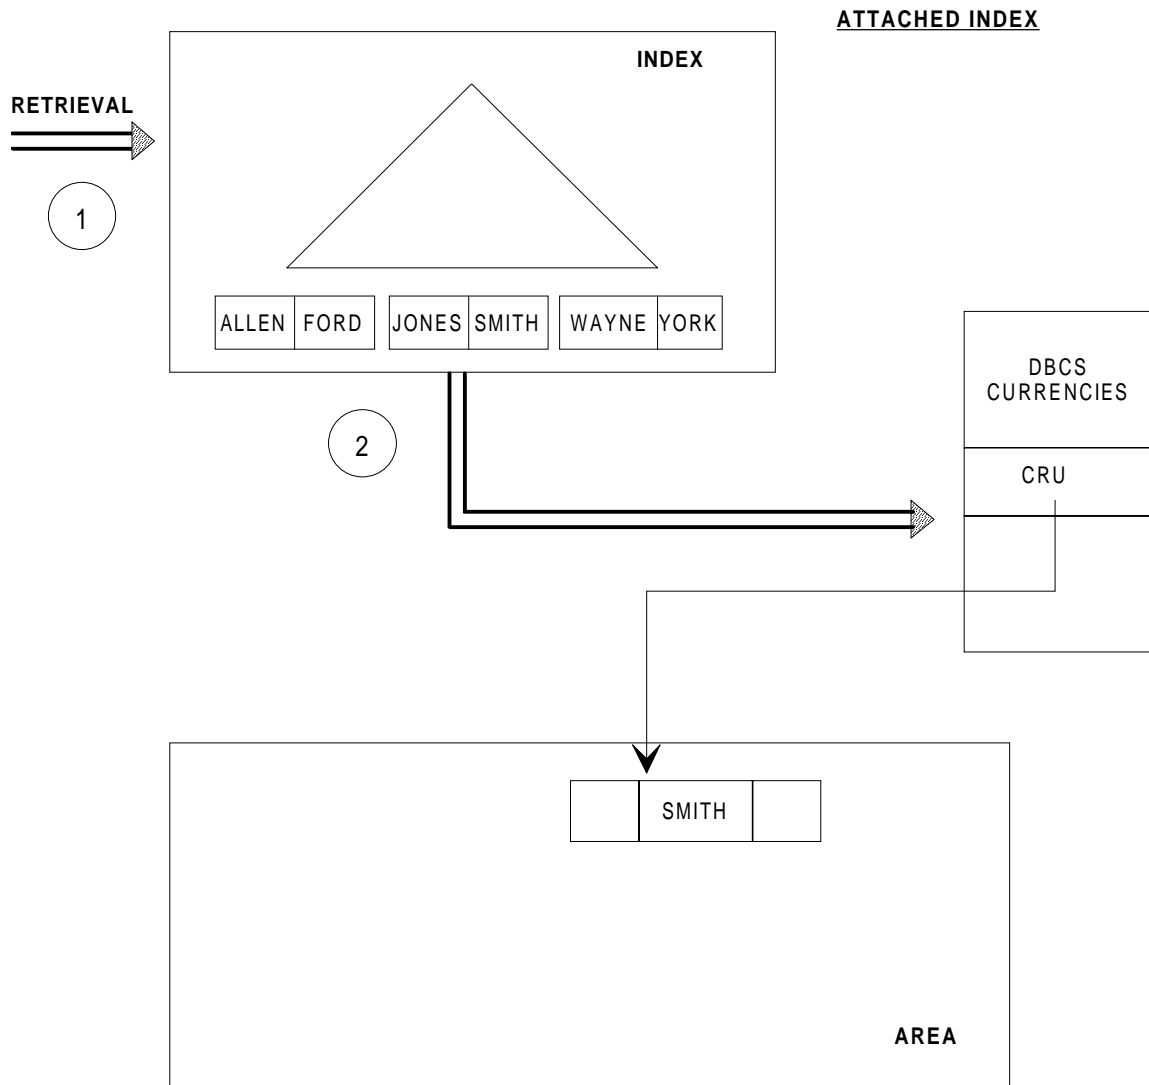 ATTACHED INDEX
INDEX
RETRIEVAL
1
ALLEN FORD JONES SMITH WAYNE YORK
DBCS
CURRENCIES
2
CRU
SMITH
AREA